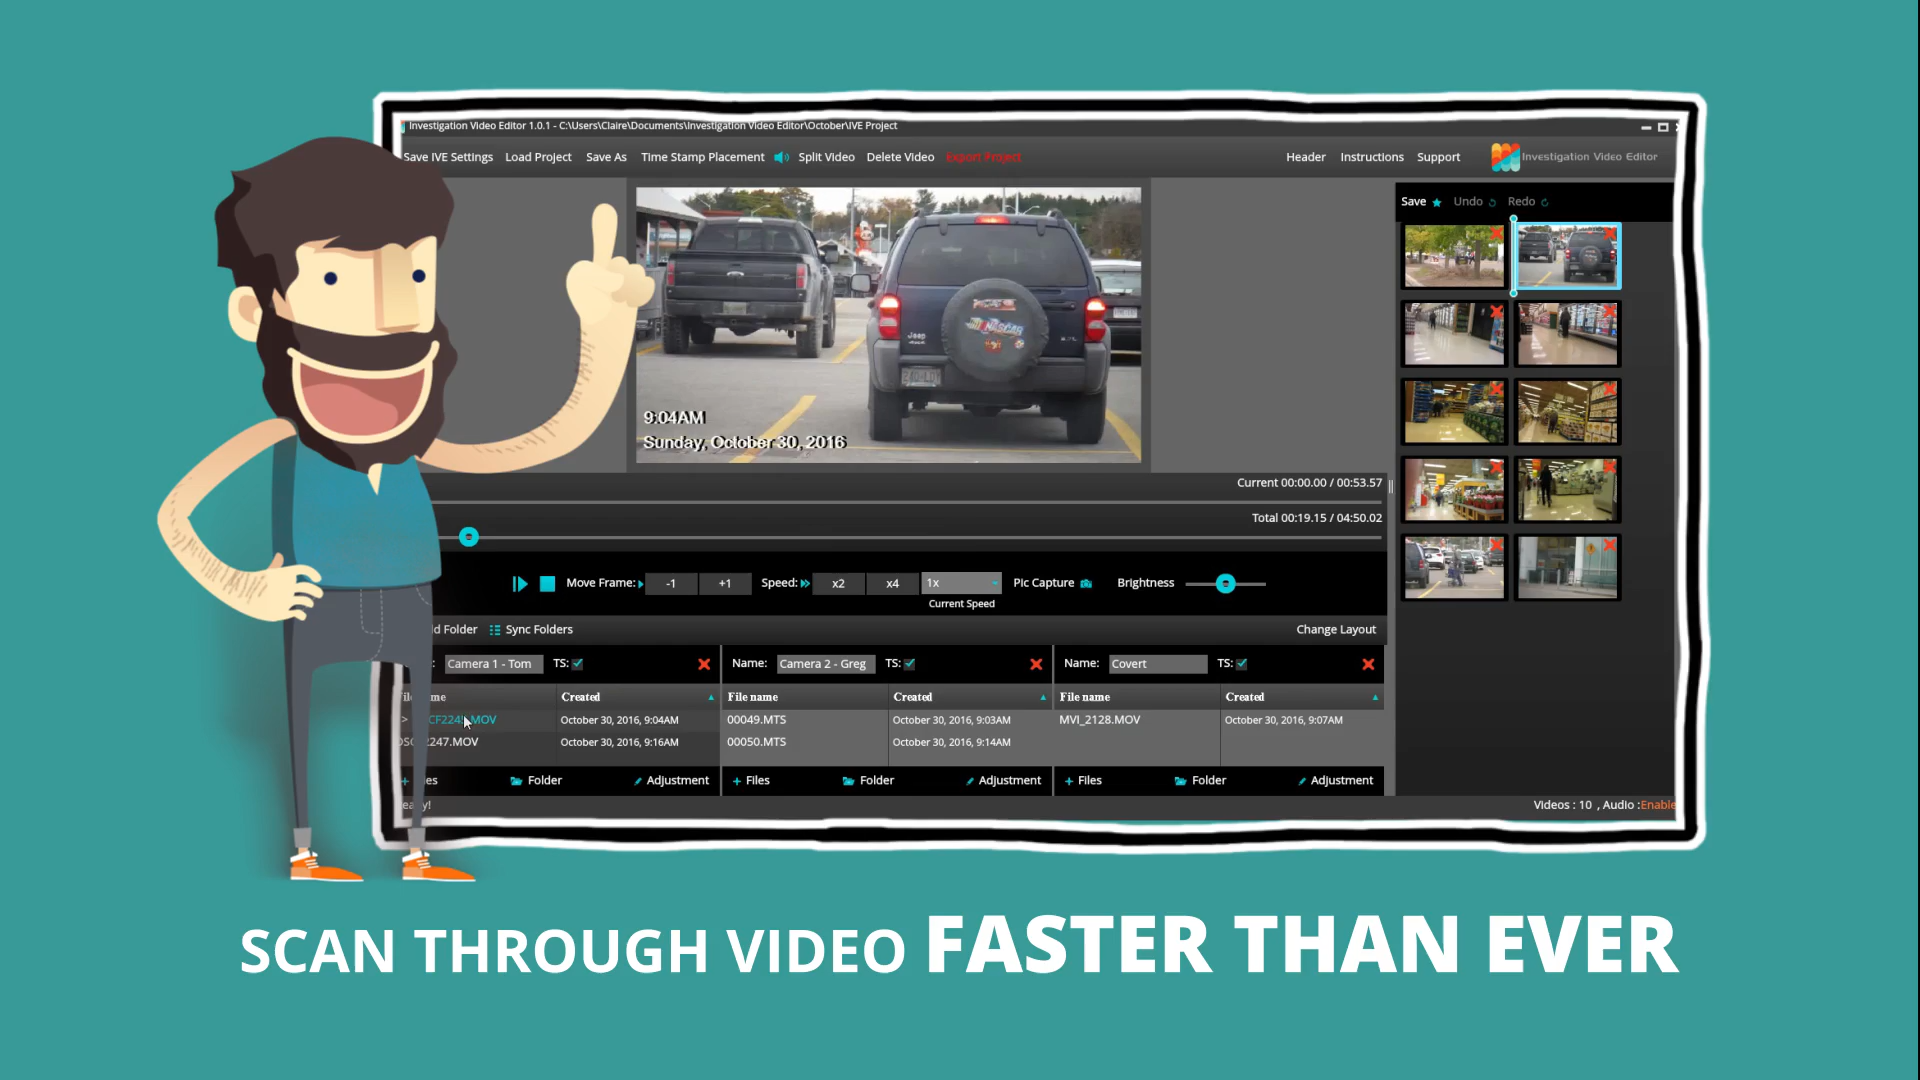 Investigation Video Editor 1.0.1 - C:\Users\Claire\Documents\Investigation Video Editor\October\IVE Project
Save IVE Settings Load Project Save As Time Stamp Placement Split Video Delete Video Export Project Header Instructions Support Investigation Video Editor
Save Undo Redo
Jeep
NASCAR
9:04AM
Sunday, October 30, 2016
Current 00:00.00 / 00:53.57
Total 00:19.15 / 04:50.02
Move Frame: -1 +1 Speed: x2 x4 1x Pic Capture Brightness
Current Speed
Folder Sync Folders Change Layout
Camera 1 - Tom TS: Name: Camera 2 - Greg TS: Name: Covert TS:
Created File name Created File name Created
> October 30, 2016, 9:04AM 00049.MTS October 30, 2016, 9:03AM MVI_2128.MOV October 30, 2016, 9:07AM
2247.MOV October 30, 2016, 9:16AM 00050.MTS October 30, 2016, 9:14AM
Folder Adjustment + Files Folder Adjustment + Files Folder Adjustment
Videos : 10 , Audio :Enable
SCAN THROUGH VIDEO FASTER THAN EVER